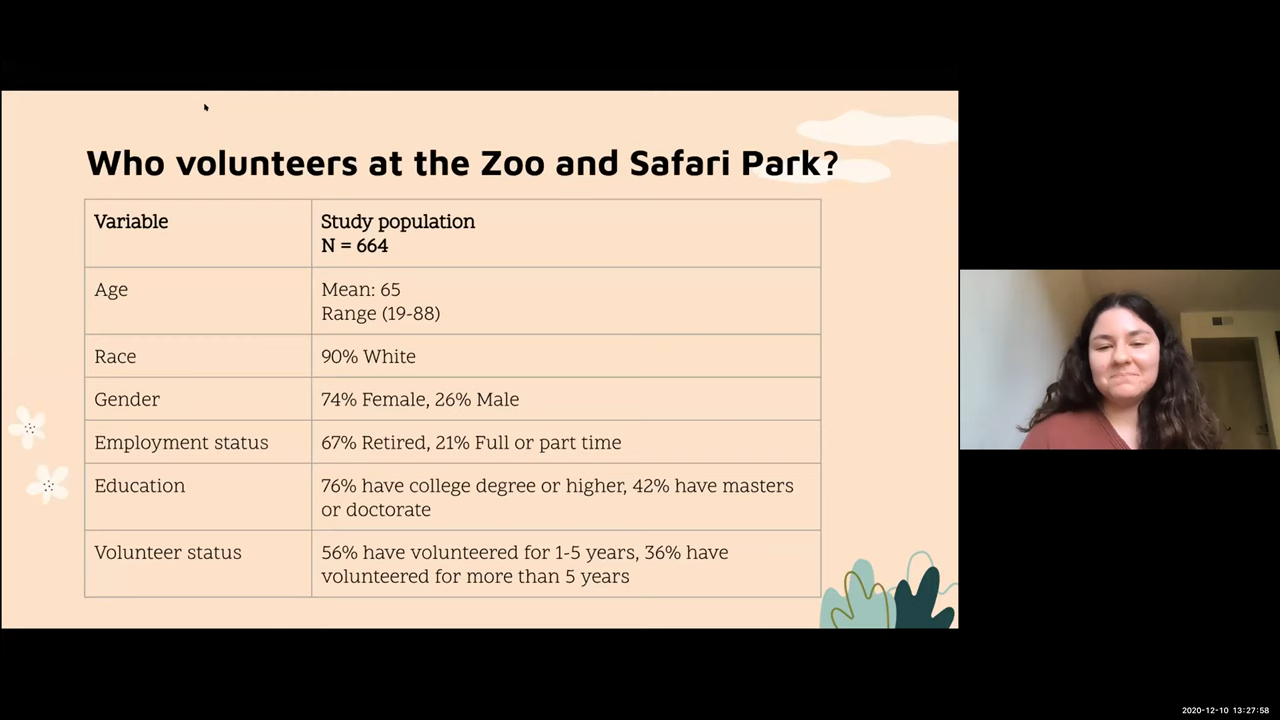 Who volunteers at the Zoo and Safari Park?
Variable
Study population
N = 664
Age
Mean: 65
Range (19-88)
Race
90% White
Gender
74% Female, 26% Male
Employment status
67% Retired, 21% Full or part time
Education
76% have college degree or higher, 42% have masters
or doctorate
Volunteer status
56% have volunteered for 1-5 years, 36% have
volunteered for more than 5 years
2020-12-10 13:27:58